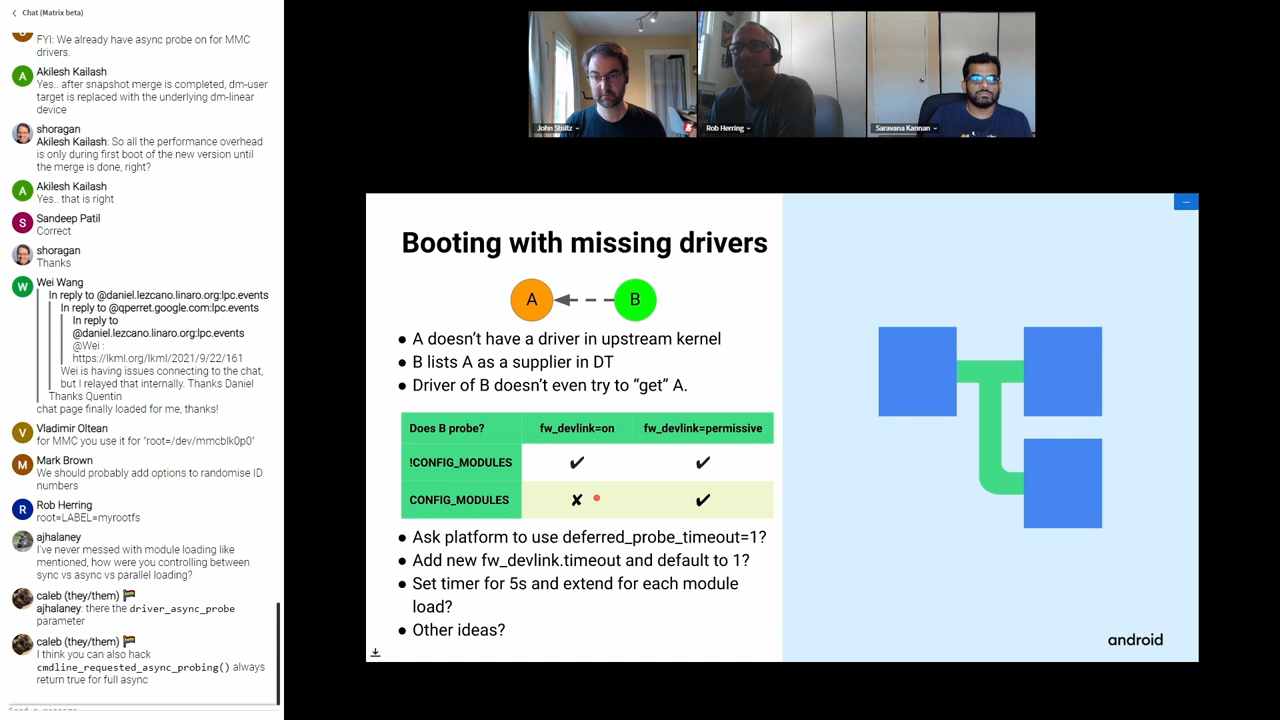 Chat (Matrix beta)
FYI: We already have async probe on for MMC
drivers.
A
Akilesh Kailash
Yes.. after snapshot merge is completed, dm-user
target is replaced with the underlying dm-linear
device
shoragan
Akilesh Kailash: So all the performance overhead
is only during first boot of the new version until
the merge is done, right?
A
Akilesh Kailash
Yes.. that is right
S
Sandeep Patil
Correct
shoragan
Thanks
W
Wei Wang
In reply to @daniel.lezcano.linaro.org:lpc.events
In reply to @qperret.google.com:lpc.events
In reply to
@daniel.lezcano.linaro.org:lpc.events
@Wei :
https://lkml.org/lkml/2021/9/22/161
Wei is having issues connecting to the chat,
but I relayed that internally. Thanks Daniel
Thanks Quentin
chat page finally loaded for me, thanks!
V
Vladimir Oltean
for MMC you use it for "root=/dev/mmcblk0p0"
M
Mark Brown
We should probably add options to randomise ID
numbers
R
Rob Herring
root=LABEL=myrootfs
ajhalaney
I've never messed with module loading like
mentioned, how were you controlling between
sync vs async vs parallel loading?
caleb (they/them)
ajhalaney: there the driver_async_probe
parameter
caleb (they/them)
I think you can also hack
cmdline_requested_async_probing() always
return true for full async
John Stultz
Rob Herring
Saravana Kannan
Booting with missing drivers
A B
• A doesn't have a driver in upstream kernel
• B lists A as a supplier in DT
• Driver of B doesn't even try to "get" A.
Does B probe? fw_devlink=on fw_devlink=permissive
!CONFIG_MODULES ✔ ✔
CONFIG_MODULES ✘ ✔
• Ask platform to use deferred_probe_timeout=1?
• Add new fw_devlink.timeout and default to 1?
• Set timer for 5s and extend for each module
load?
• Other ideas?
android